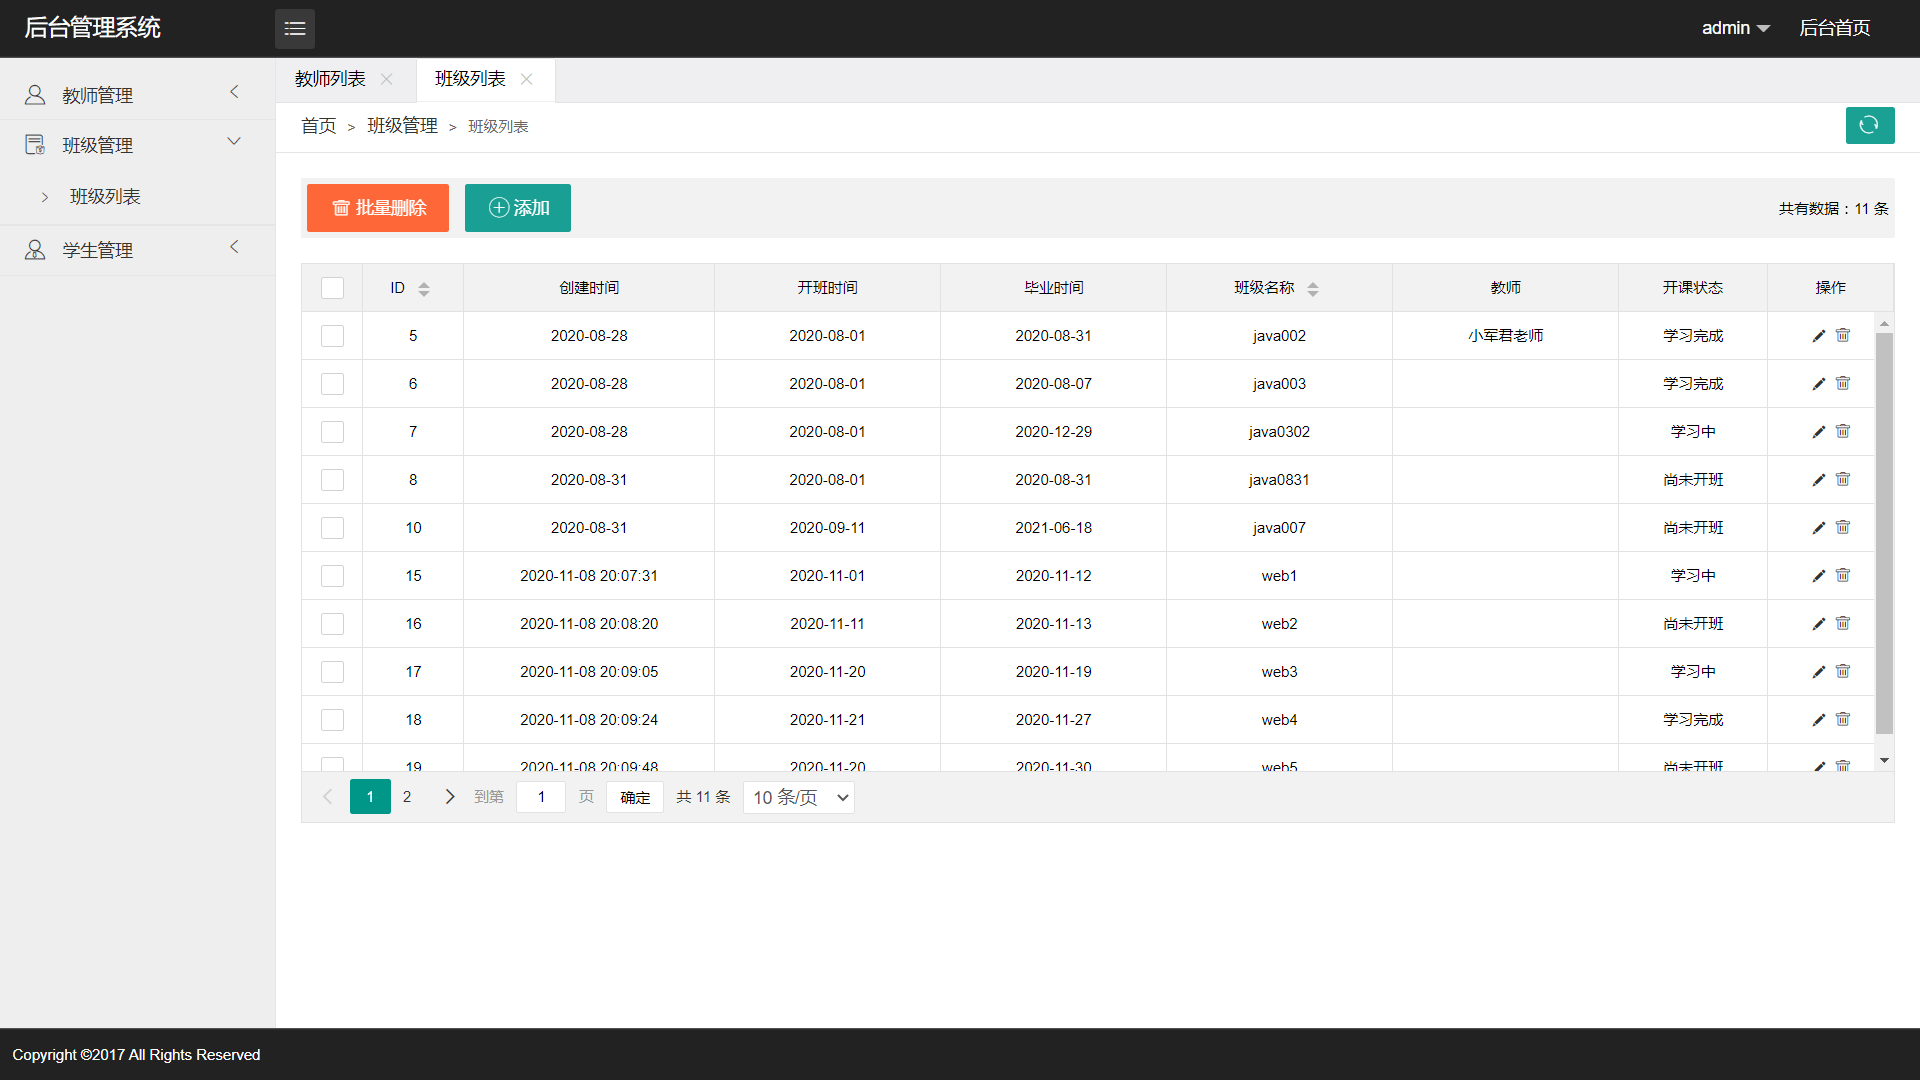 后台管理系统 admin 后台首页
教师管理
班级管理
班级列表
学生管理
教师列表 班级列表
首页 > 班级管理 > 班级列表
批量删除 添加 共有数据：11 条
ID 创建时间 开班时间 毕业时间 班级名称 教师 开课状态 操作
5 2020-08-28 2020-08-01 2020-08-31 java002 小军君老师 学习完成
6 2020-08-28 2020-08-01 2020-08-07 java003 学习完成
7 2020-08-28 2020-08-01 2020-12-29 java0302 学习中
8 2020-08-31 2020-08-01 2020-08-31 java0831 尚未开班
10 2020-08-31 2020-09-11 2021-06-18 java007 尚未开班
15 2020-11-08 20:07:31 2020-11-01 2020-11-12 web1 学习中
16 2020-11-08 20:08:20 2020-11-11 2020-11-13 web2 尚未开班
17 2020-11-08 20:09:05 2020-11-20 2020-11-19 web3 学习中
18 2020-11-08 20:09:24 2020-11-21 2020-11-27 web4 学习完成
19 2020-11-08 20:09:48 2020-11-20 2020-11-30 web5 尚未开班
1 2 到第 1 页 确定 共 11 条 10 条/页
Copyright ©2017 All Rights Reserved